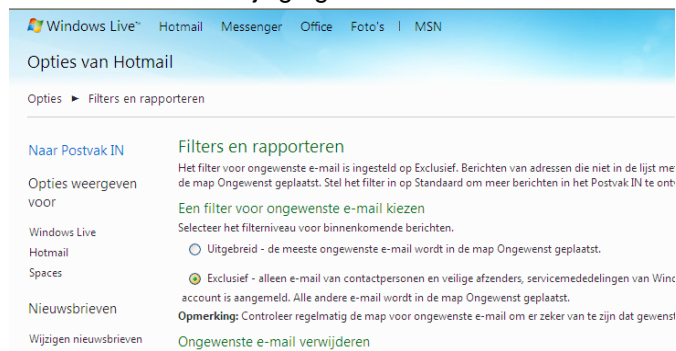 Windows Live™ Hotmail Messenger Office Foto's | MSN
Opties van Hotmail
Opties ► Filters en rapporteren
Naar Postvak IN
Opties weergeven
voor
Windows Live
Hotmail
Spaces
Nieuwsbrieven
Wijzigen nieuwsbrieven
Filters en rapporteren
Het filter voor ongewenste e-mail is ingesteld op Exclusief. Berichten van adressen die niet in de lijst met
de map Ongewenst geplaatst. Stel het filter in op Standaard om meer berichten in het Postvak IN te
Een filter voor ongewenste e-mail kiezen
Selecteer het filterniveau voor binnenkomende berichten.
Uitgebreid - de meeste ongewenste e-mail wordt in de map Ongewenst geplaatst.
Exclusief - alleen e-mail van contactpersonen en veilige afzenders, servicemededelingen van
account is aangemeld. Alle andere e-mail wordt in de map Ongewenst geplaatst.
Opmerking: Controleer regelmatig de map voor ongewenste e-mail om er zeker van te zijn dat
Ongewenste e-mail verwijderen